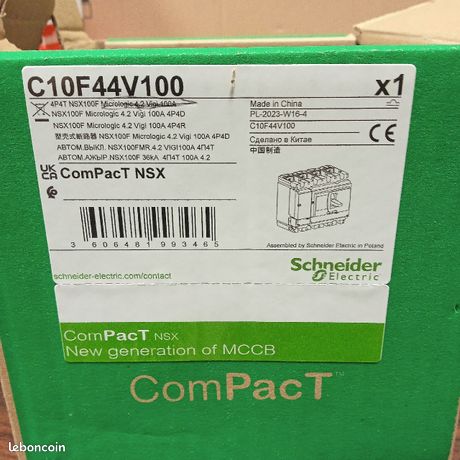 C10F44V100 x1
4P4T NSX100F Micrologic 4.2 Vigi 100A
NSX100F Micrologic 4.2 Vigi 100A 4P4D
NSX100F Micrologic 4.2 Vigi 100A 4P4R
塑壳式断路器 NSX100F Micrologic 4.2 Vigi 100A 4P4D
АВТОМ.ВЫКЛ. NSX100FMR.4.2 VIGI100A 4П4Т
АВТОМ.АЖЫР.NSX100F 36kA 4П4Т 100A 4.2
Made in China
PL-2023-W16-4
C10F44V100
Сделано в Китае
中国制造
UK
CA
ComPacT NSX
3 606481 993465
Assembled by Schneider Electric in Poland
schneider-electric.com/contact
Schneider
Electric
ComPacT NSX
New generation of MCCB
ComPacT™
leboncoin